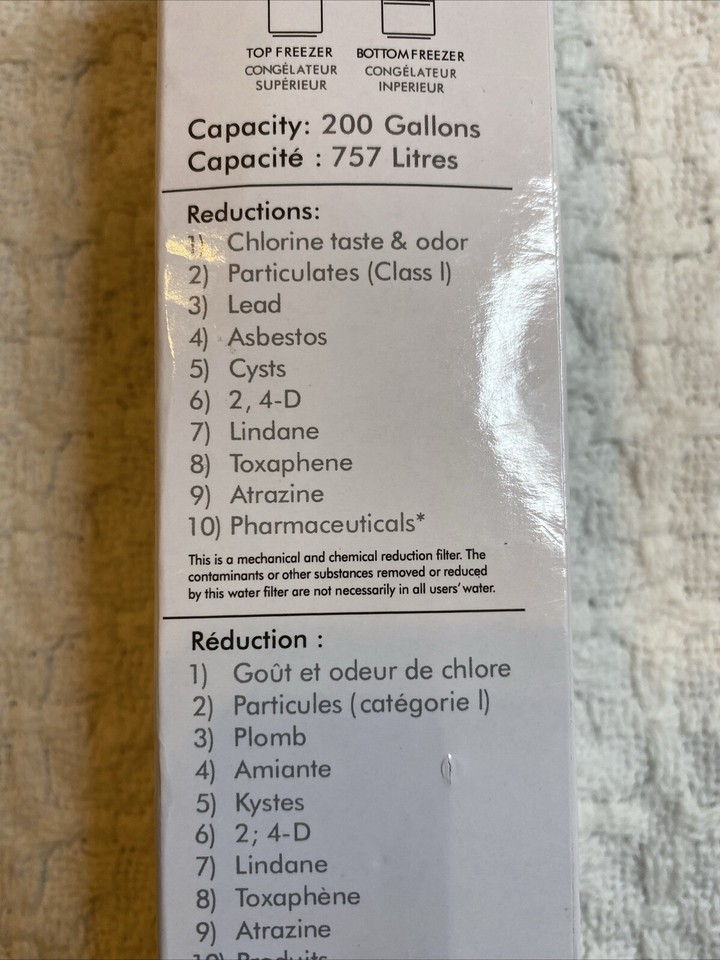 TOP FREEZER
CONGÉLATEUR
SUPÉRIEUR
BOTTOM FREEZER
CONGÉLATEUR
INPERIEUR
Capacity: 200 Gallons
Capacité : 757 Litres
Reductions:
1) Chlorine taste & odor
2) Particulates (Class I)
3) Lead
4) Asbestos
5) Cysts
6) 2, 4-D
7) Lindane
8) Toxaphene
9) Atrazine
10) Pharmaceuticals*
This is a mechanical and chemical reduction filter. The
contaminants or other substances removed or reduced
by this water filter are not necessarily in all users' water.
Réduction :
1) Goût et odeur de chlore
2) Particules (catégorie I)
3) Plomb
4) Amiante
5) Kystes
6) 2; 4-D
7) Lindane
8) Toxaphène
9) Atrazine
10) Produits